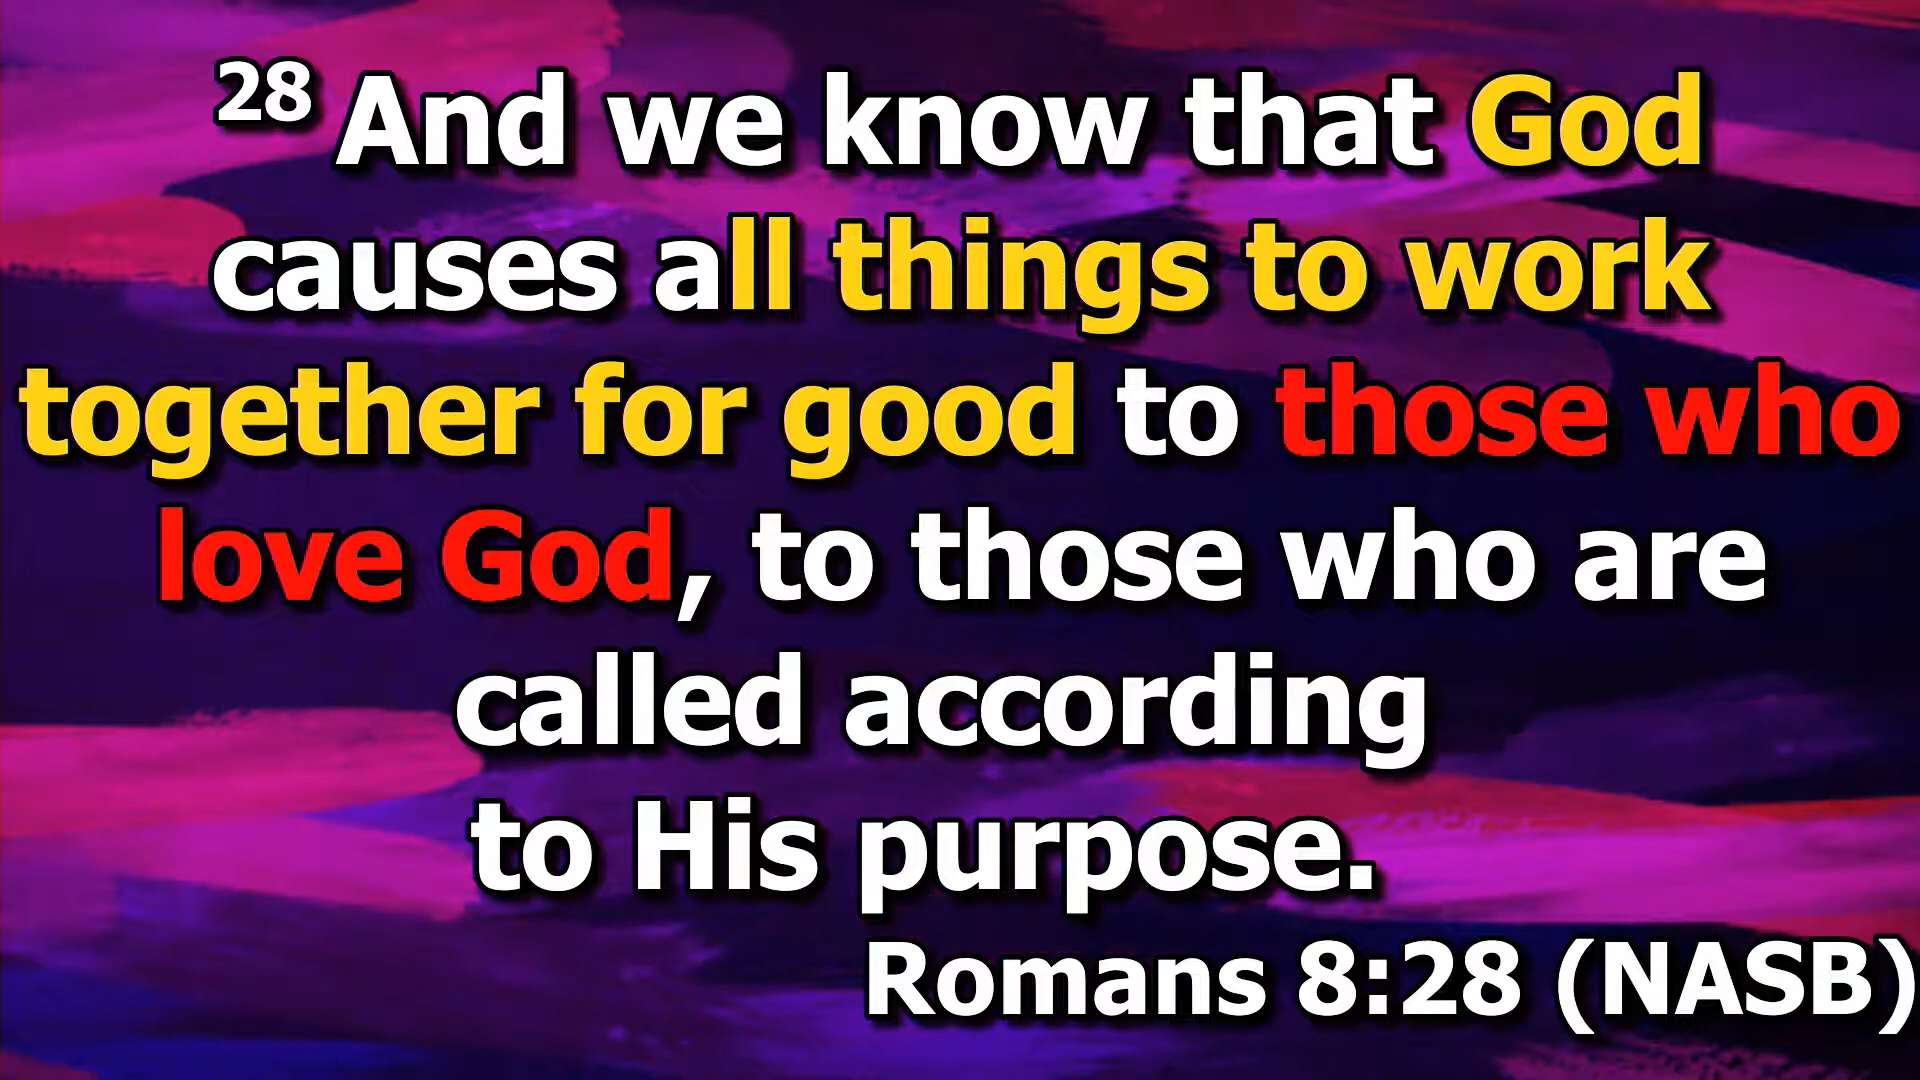 28 And we know that God
causes all things to work
together for good to those who
love God, to those who are
called according
to His purpose.
Romans 8:28 (NASB)